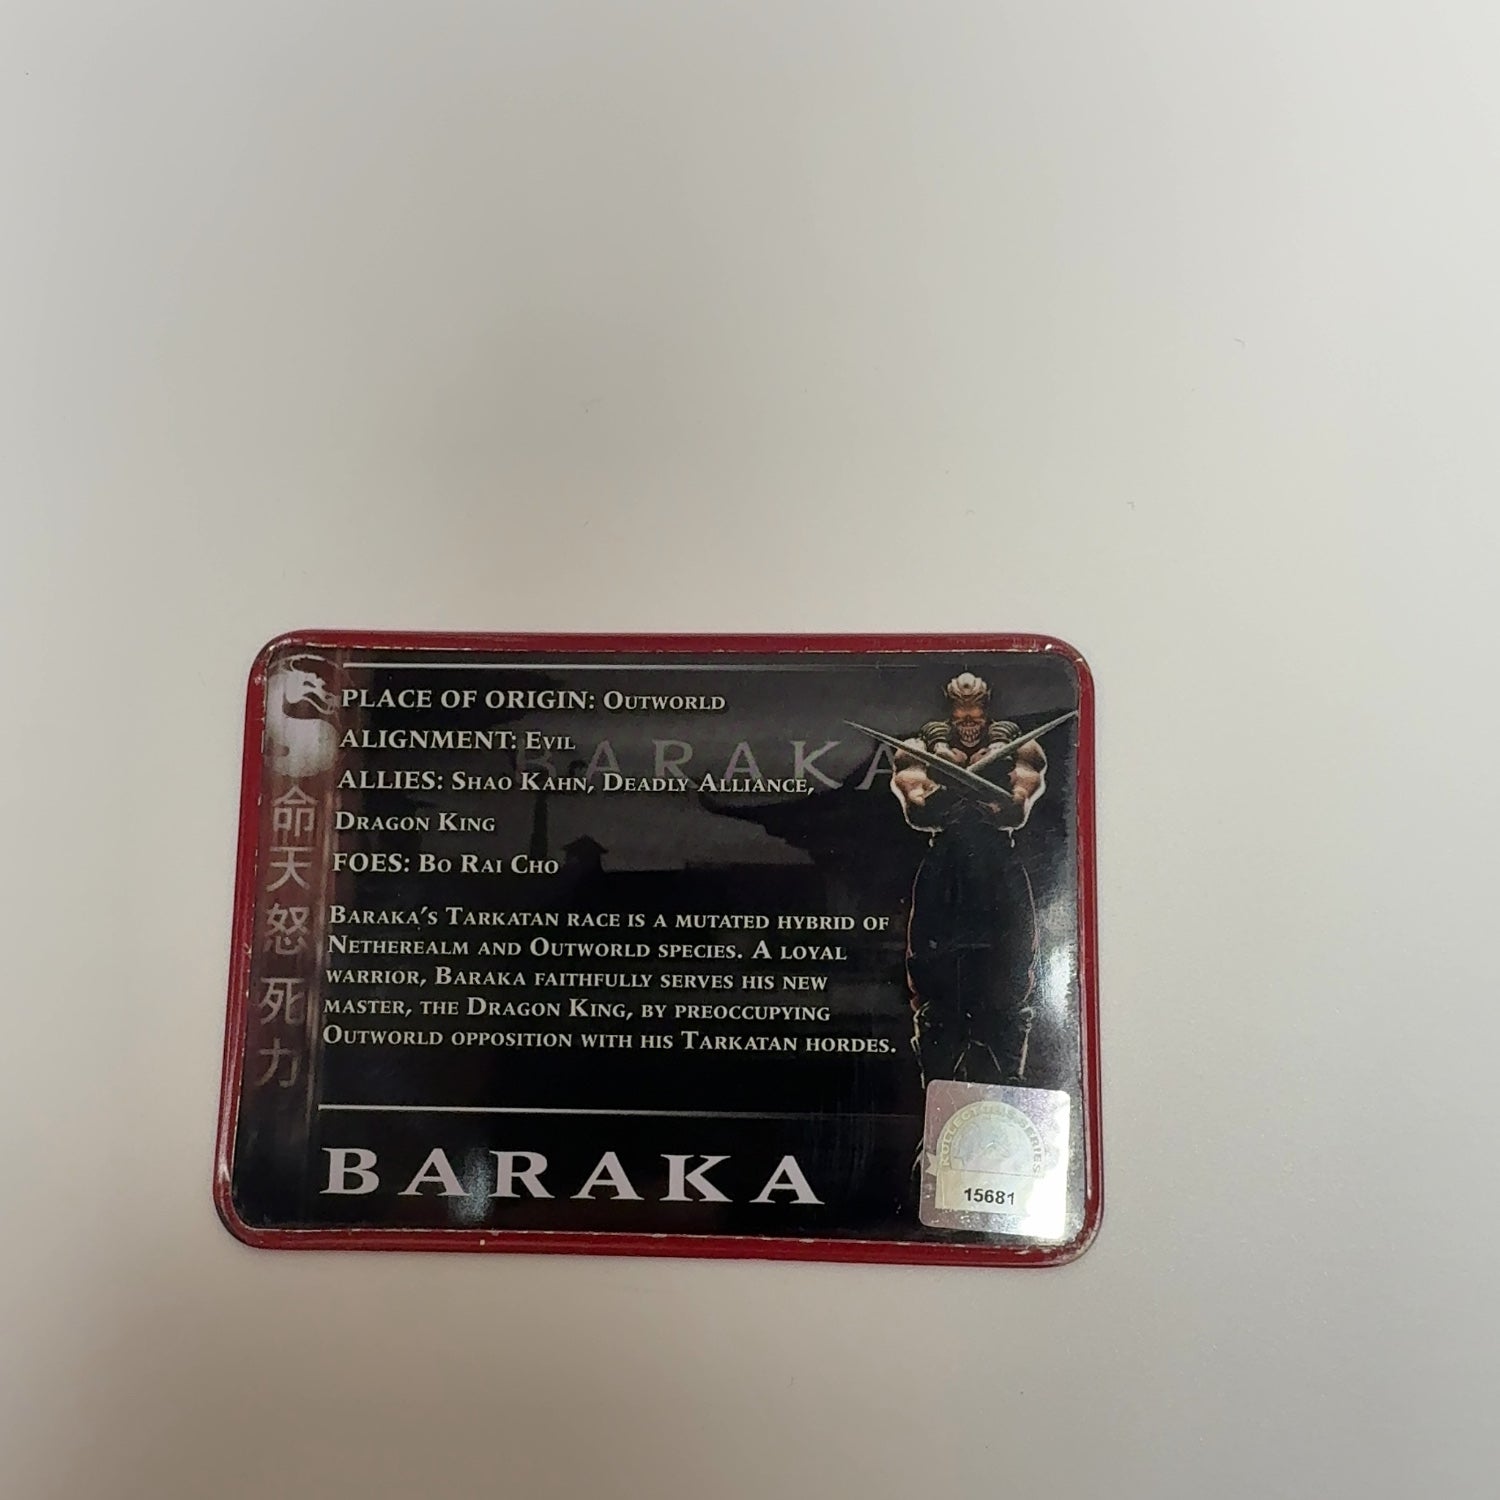 PLACE OF ORIGIN: OUTWORLD
ALIGNMENT: EVIL
BARAKA
ALLIES: SHAO KAHN, DEADLY ALLIANCE,
DRAGON KING
FOES: BO RAI CHO
BARAKA'S TARKATAN RACE IS A MUTATED HYBRID OF
NETHEREALM AND OUTWORLD SPECIES. A LOYAL
WARRIOR, BARAKA FAITHFULLY SERVES HIS NEW
MASTER, THE DRAGON KING, BY PREOCCUPYING
OUTWORLD OPPOSITION WITH HIS TARKATAN HORDES.
命天怒死力
BARAKA
KOLLECTORS SERIES
15681